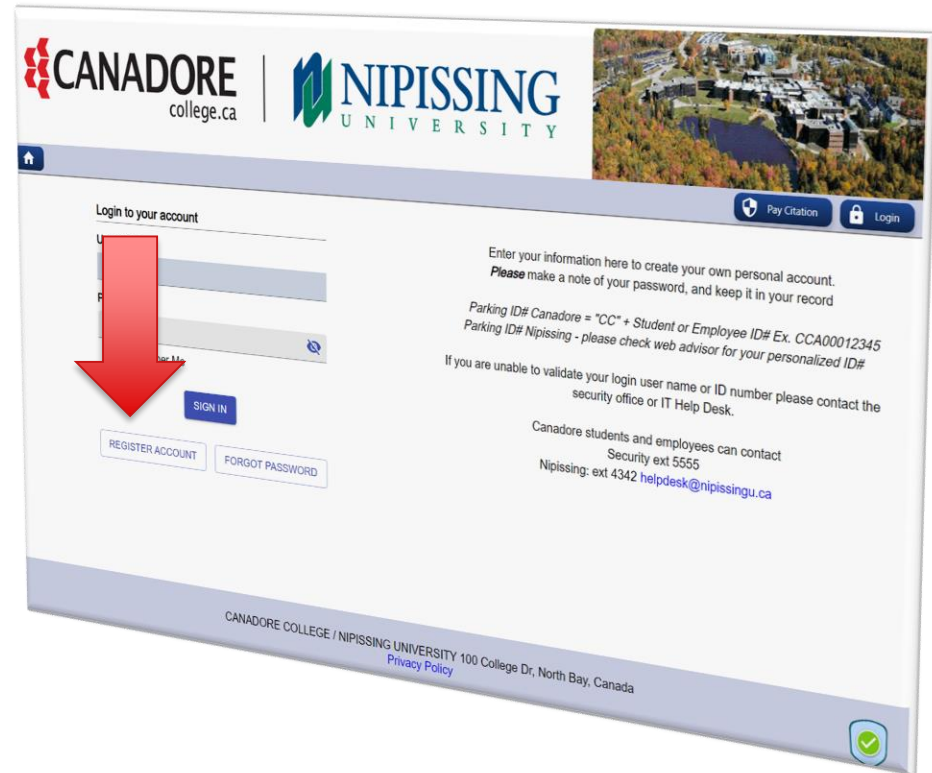 CANADORE
college.ca
NIPISSING
UNIVERSITY
Pay Citation
Login
Login to your account
SIGN IN
REGISTER ACCOUNT
FORGOT PASSWORD
Enter your information here to create your own personal account.
Please make a note of your password, and keep it in your record
Parking ID# Canadore = "CC" + Student or Employee ID# Ex. CCA00012345
Parking ID# Nipissing - please check web advisor for your personalized ID#
If you are unable to validate your login user name or ID number please contact the
security office or IT Help Desk.
Canadore students and employees can contact
Security ext 5555
Nipissing: ext 4342 helpdesk@nipissingu.ca
CANADORE COLLEGE / NIPISSING UNIVERSITY 100 College Dr, North Bay, Canada
Privacy Policy